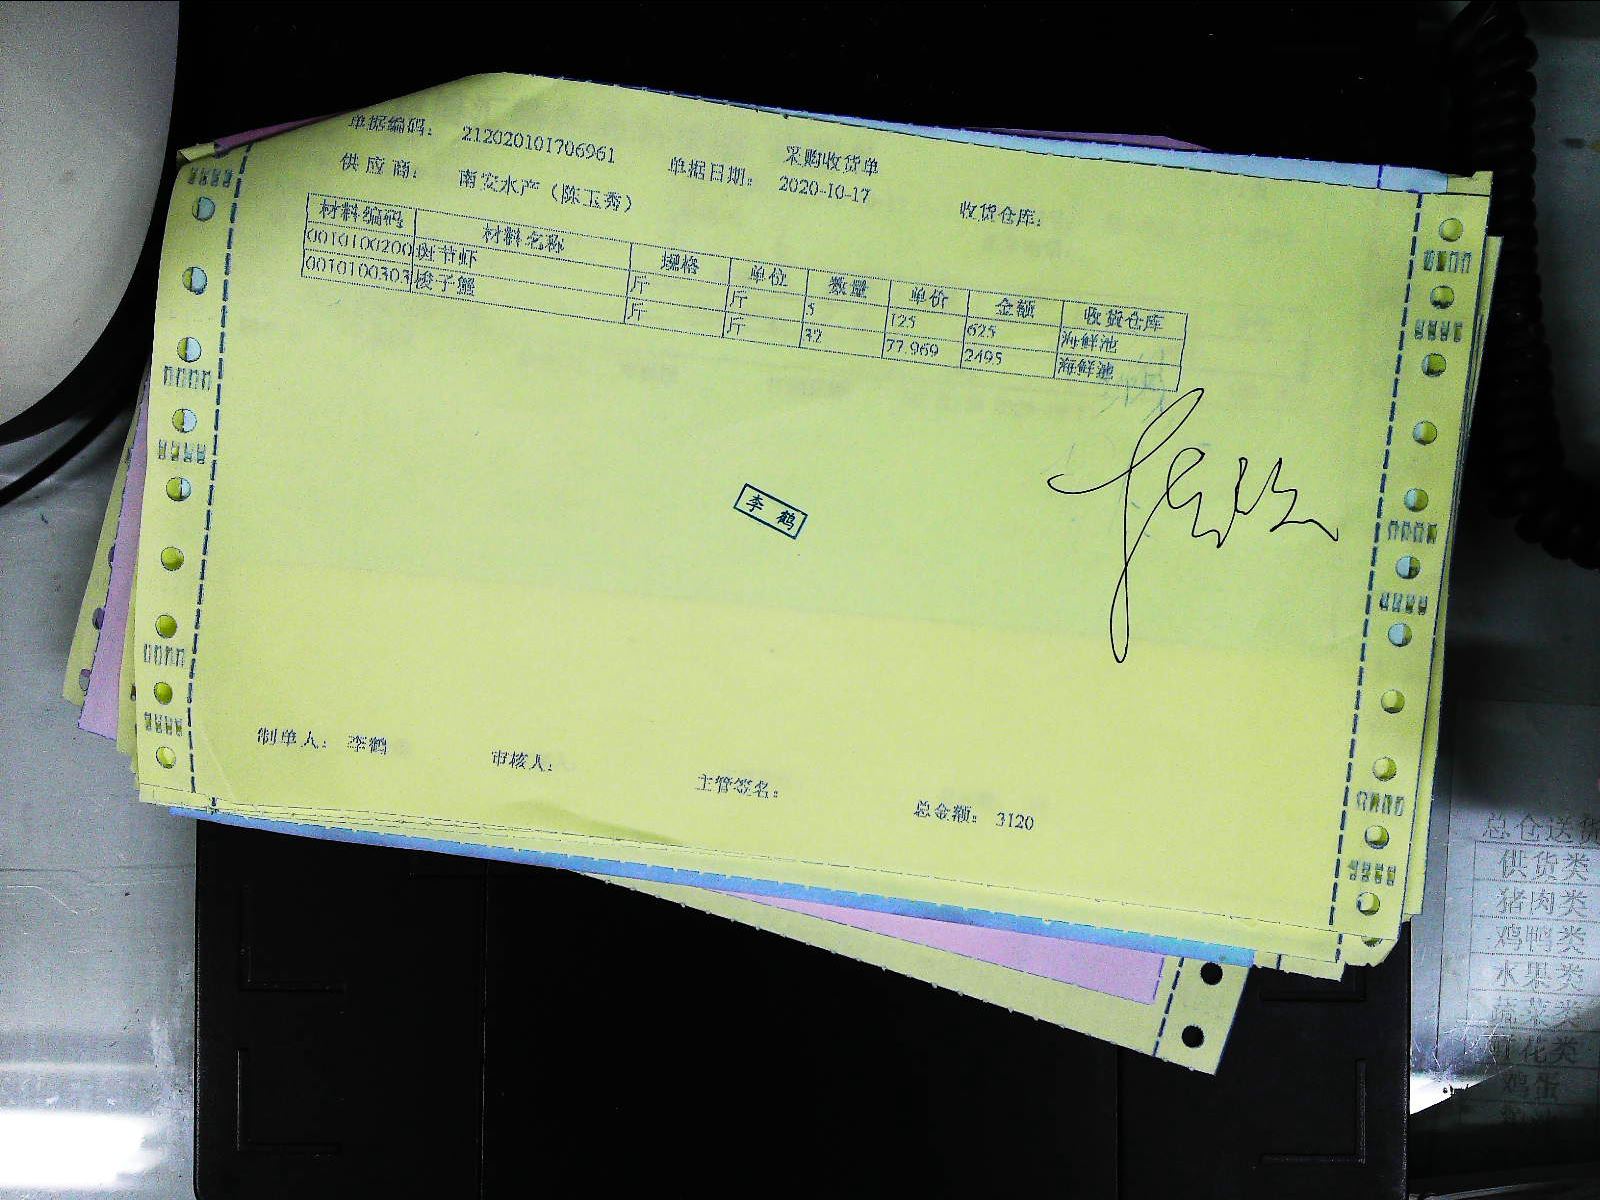 采购收货单
单据编码: 212020101706961 单据日期: 2020-10-17 收货仓库:
供应商: 南安水产(陈玉秀)
材料编码 材料名称 规格 单位 数量 单价 金额 收货仓库
0010100200 斑节虾 斤 斤 5 125 625 海鲜池
0010100303 梭子蟹 斤 斤 32 77.969 2495 海鲜池
李鹤
制单人: 李鹤 审核人: 主管签名: 总金额: 3120
总仓送货
供货类
猪肉类
鸡鸭类
水果类
蔬菜类
鲜花类
鸡蛋